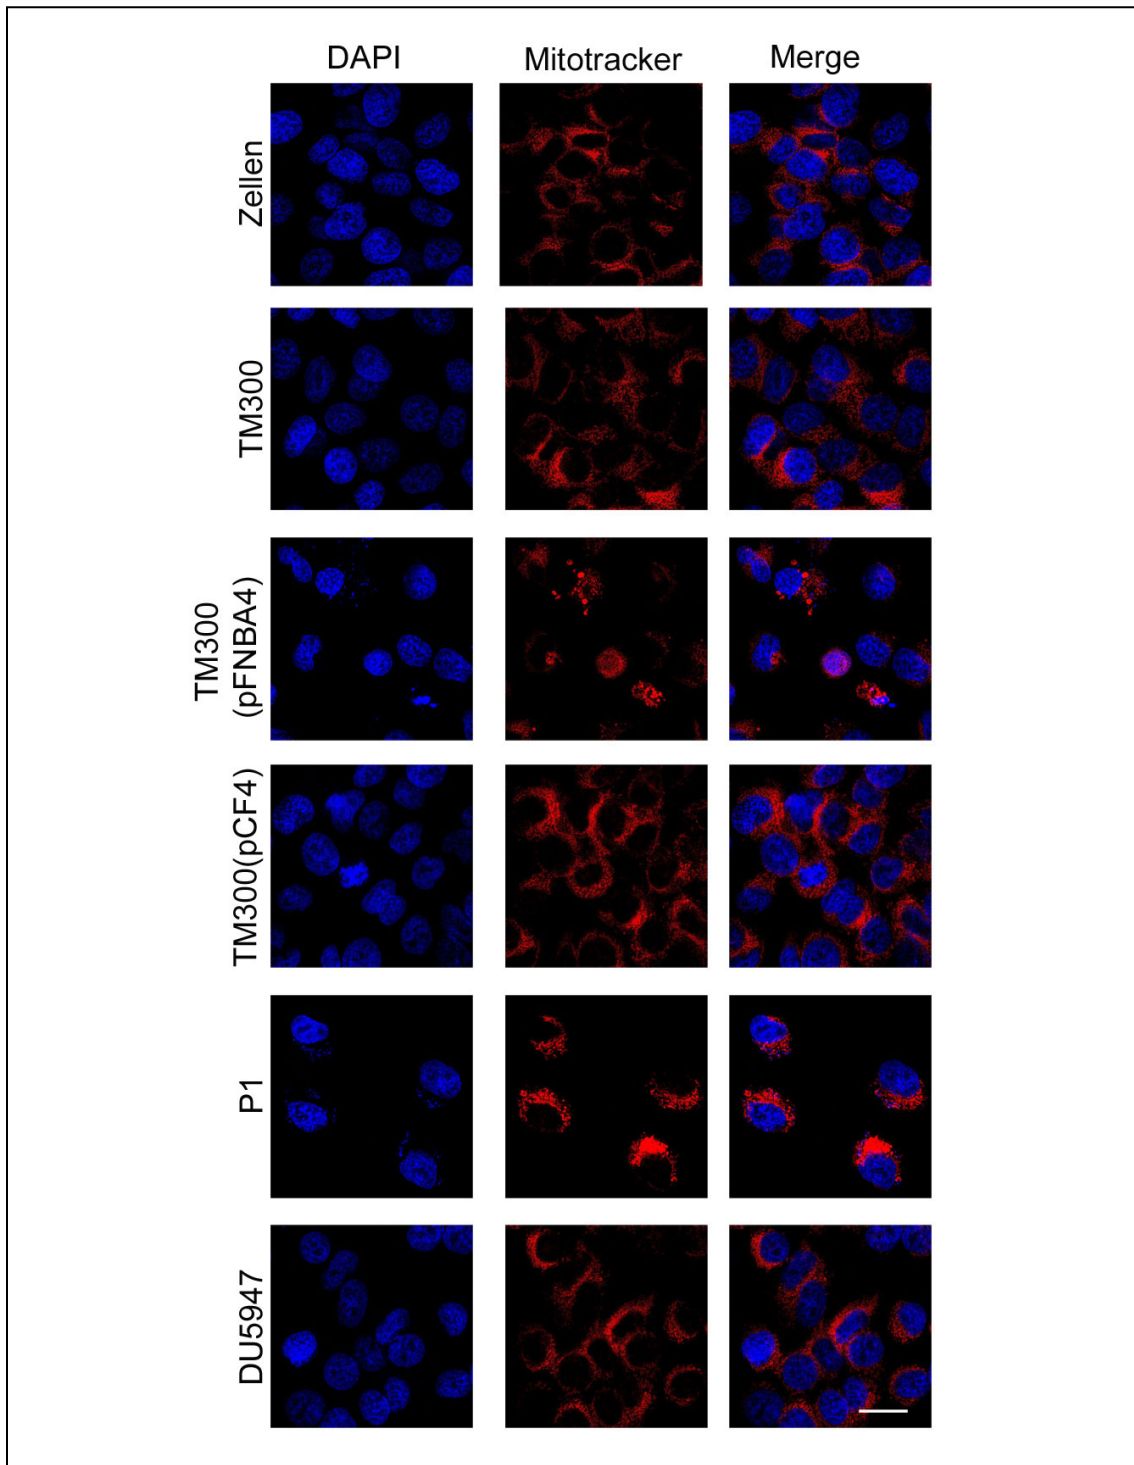 DAPI Mitotracker Merge
Zellen
TM300
TM300
(pFNBA4)
TM300(pCF4)
P1
DU5947